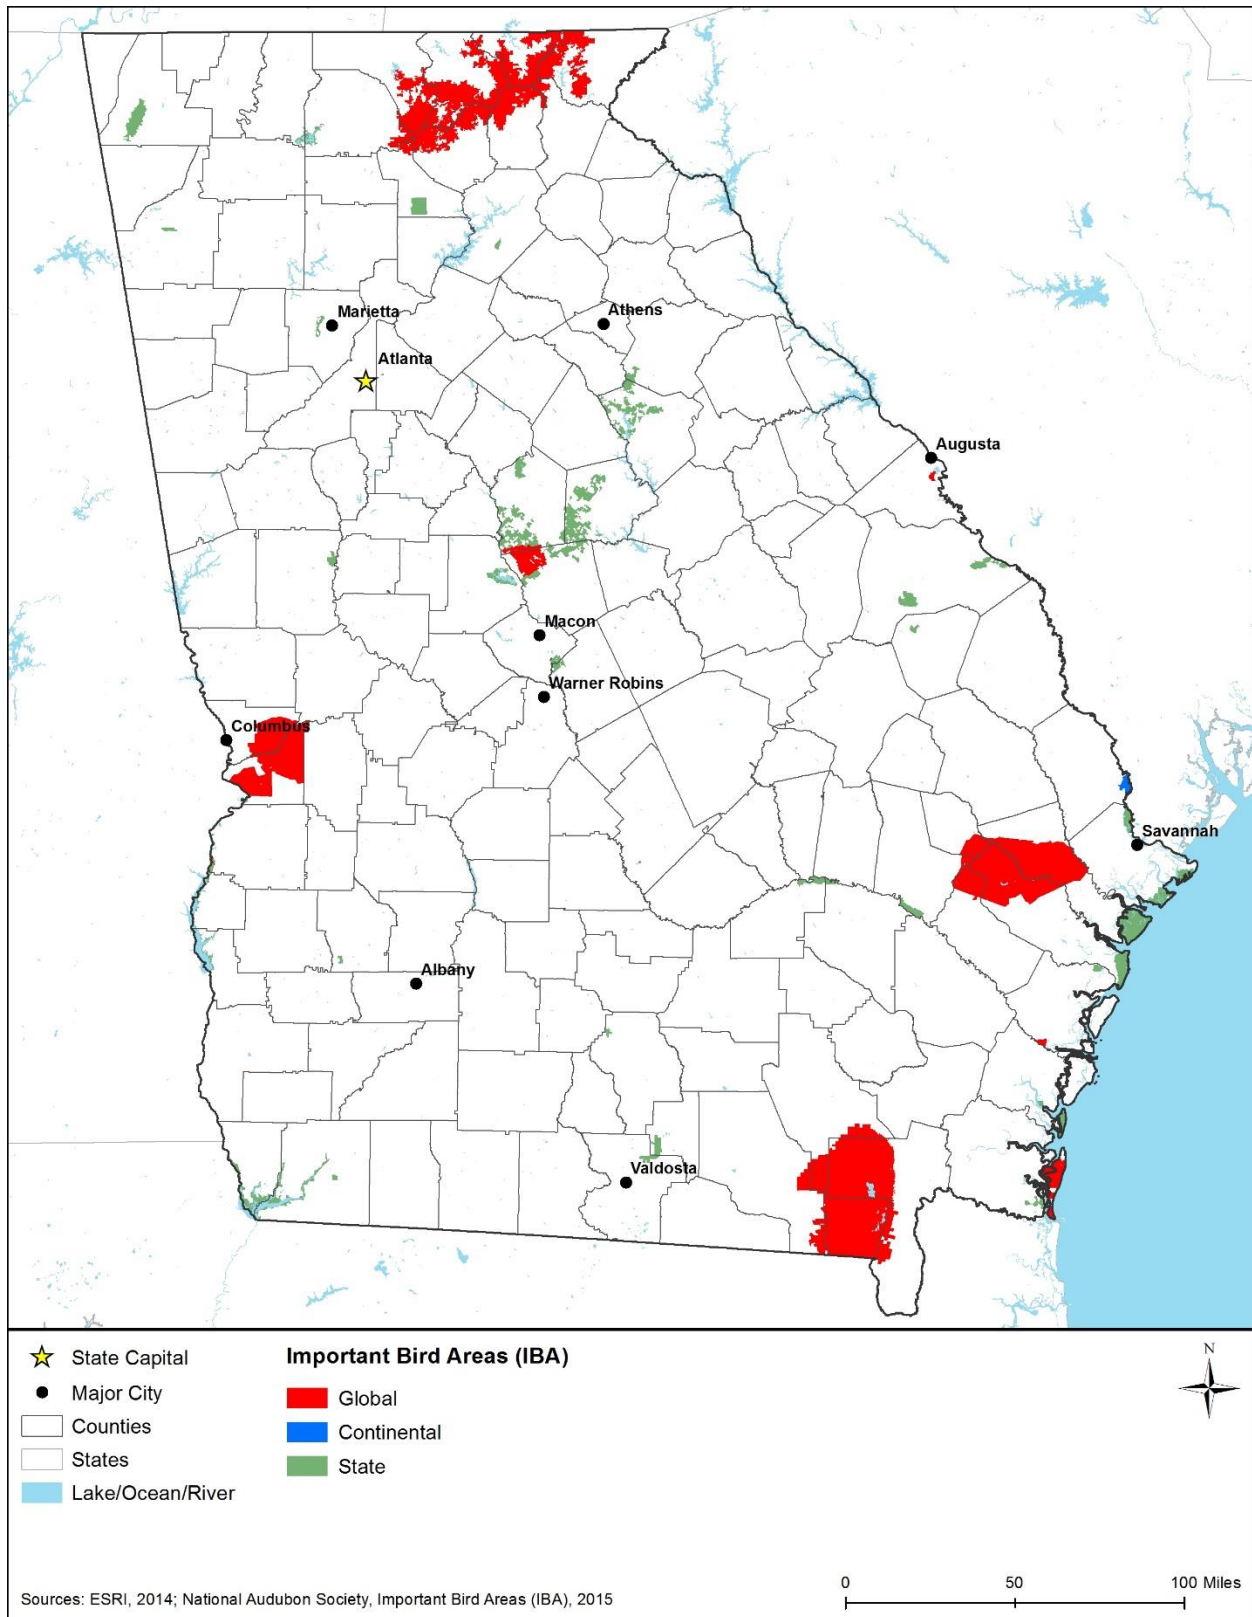 Marietta
Athens
Atlanta
Augusta
Macon
Warner Robins
Columbus
Savannah
Albany
Valdosta
State Capital
Major City
Counties
States
Lake/Ocean/River
Important Bird Areas (IBA)
Global
Continental
State
N
0 50 100 Miles
Sources: ESRI, 2014; National Audubon Society, Important Bird Areas (IBA), 2015